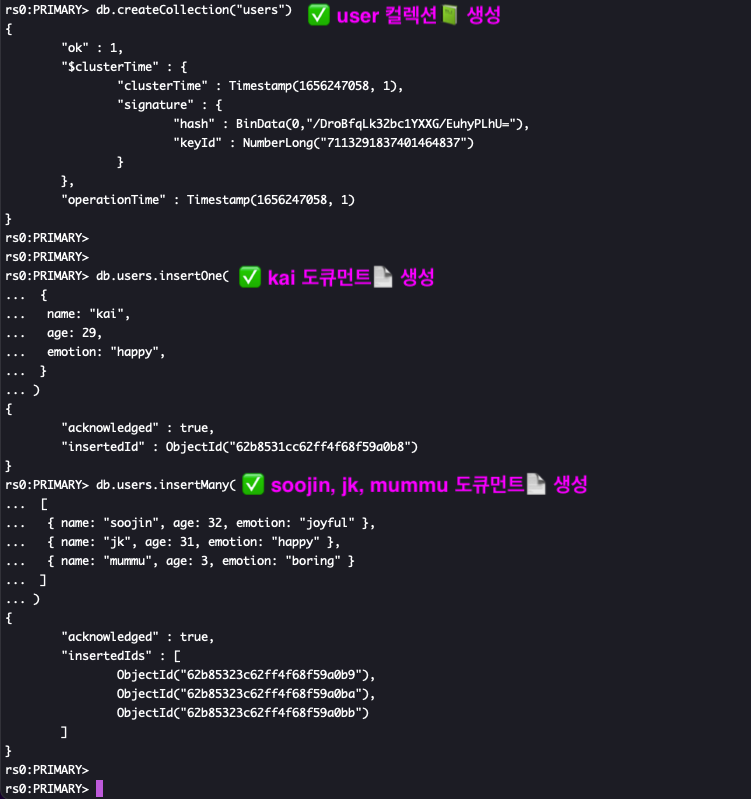 rs0:PRIMARY> db.createCollection("users") ✅ user 컬렉션📗 생성
{
        "ok" : 1,
        "$clusterTime" : {
                "clusterTime" : Timestamp(1656247058, 1),
                "signature" : {
                        "hash" : BinData(0,"/DroBfqLk32bc1YXXG/EuhyPLhU="),
                        "keyId" : NumberLong("7113291837401464837")
                }
        },
        "operationTime" : Timestamp(1656247058, 1)
}
rs0:PRIMARY>
rs0:PRIMARY>
rs0:PRIMARY> db.users.insertOne( ✅ kai 도큐먼트📄 생성
...  {
...   name: "kai",
...   age: 29,
...   emotion: "happy",
...  }
... )
{
        "acknowledged" : true,
        "insertedId" : ObjectId("62b8531cc62ff4f68f59a0b8")
}
rs0:PRIMARY> db.users.insertMany( ✅ soojin, jk, mummu 도큐먼트📄 생성
...  [
...   { name: "soojin", age: 32, emotion: "joyful" },
...   { name: "jk", age: 31, emotion: "happy" },
...   { name: "mummu", age: 3, emotion: "boring" }
...  ]
... )
{
        "acknowledged" : true,
        "insertedIds" : [
                ObjectId("62b85323c62ff4f68f59a0b9"),
                ObjectId("62b85323c62ff4f68f59a0ba"),
                ObjectId("62b85323c62ff4f68f59a0bb")
        ]
}
rs0:PRIMARY>
rs0:PRIMARY>